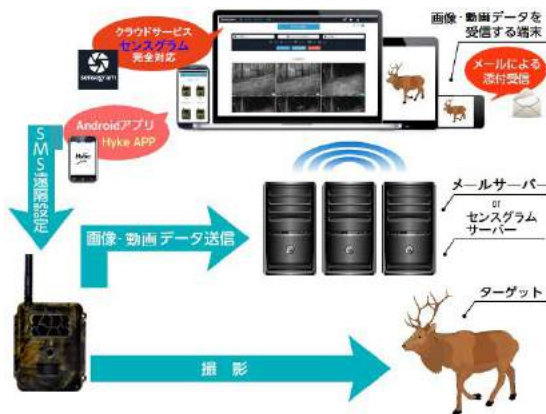 クラウドサービス
センスグラム
完全対応
sensegram
画像・動画データを
受信する端末
メールによる
添付受信
Androidアプリ
Hyke APP
Hyke
SMS遠隔設定
画像・動画データ送信
メールサーバー
or
センスグラム
サーバー
ターゲット
撮影